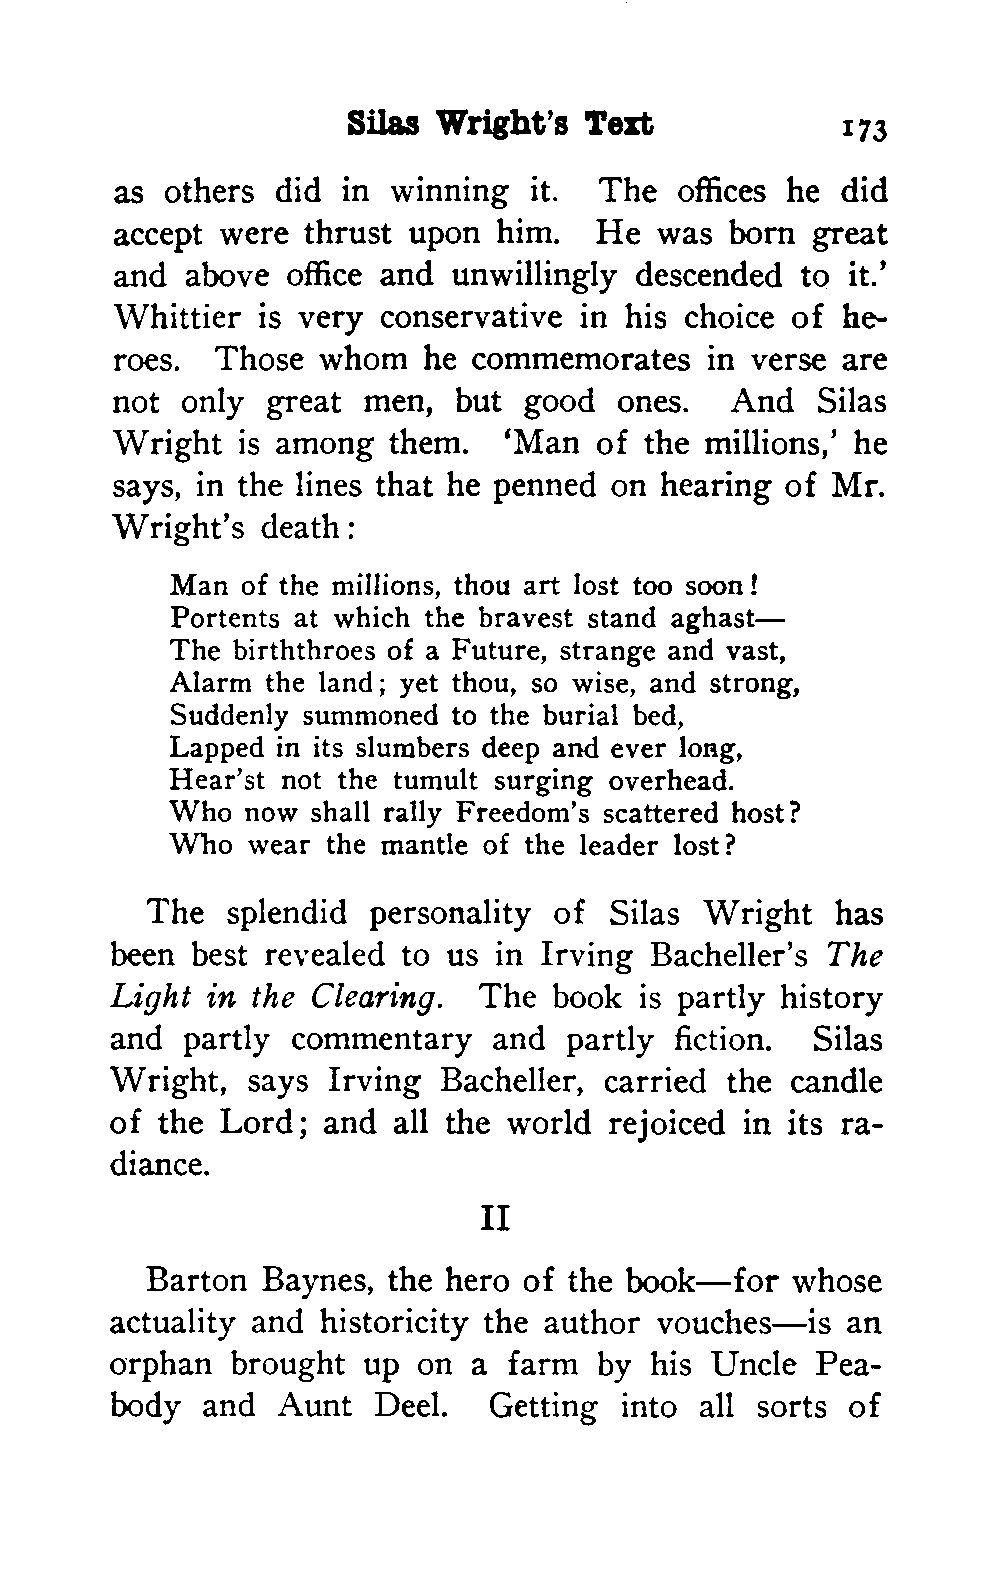 Silas Wright's Text 173
as others did in winning it. The offices he did
accept were thrust upon him. He was born great
and above office and unwillingly descended to it.'
Whittier is very conservative in his choice of he-
roes. Those whom he commemorates in verse are
not only great men, but good ones. And Silas
Wright is among them. 'Man of the millions,' he
says, in the lines that he penned on hearing of Mr.
Wright's death:
Man of the millions, thou art lost too soon!
Portents at which the bravest stand aghast—
The birththroes of a Future, strange and vast,
Alarm the land; yet thou, so wise, and strong,
Suddenly summoned to the burial bed,
Lapped in its slumbers deep and ever long,
Hear'st not the tumult surging overhead.
Who now shall rally Freedom's scattered host?
Who wear the mantle of the leader lost?
The splendid personality of Silas Wright has
been best revealed to us in Irving Bacheller's The
Light in the Clearing. The book is partly history
and partly commentary and partly fiction. Silas
Wright, says Irving Bacheller, carried the candle
of the Lord; and all the world rejoiced in its ra-
diance.
II
Barton Baynes, the hero of the book—for whose
actuality and historicity the author vouches—is an
orphan brought up on a farm by his Uncle Pea-
body and Aunt Deel. Getting into all sorts of